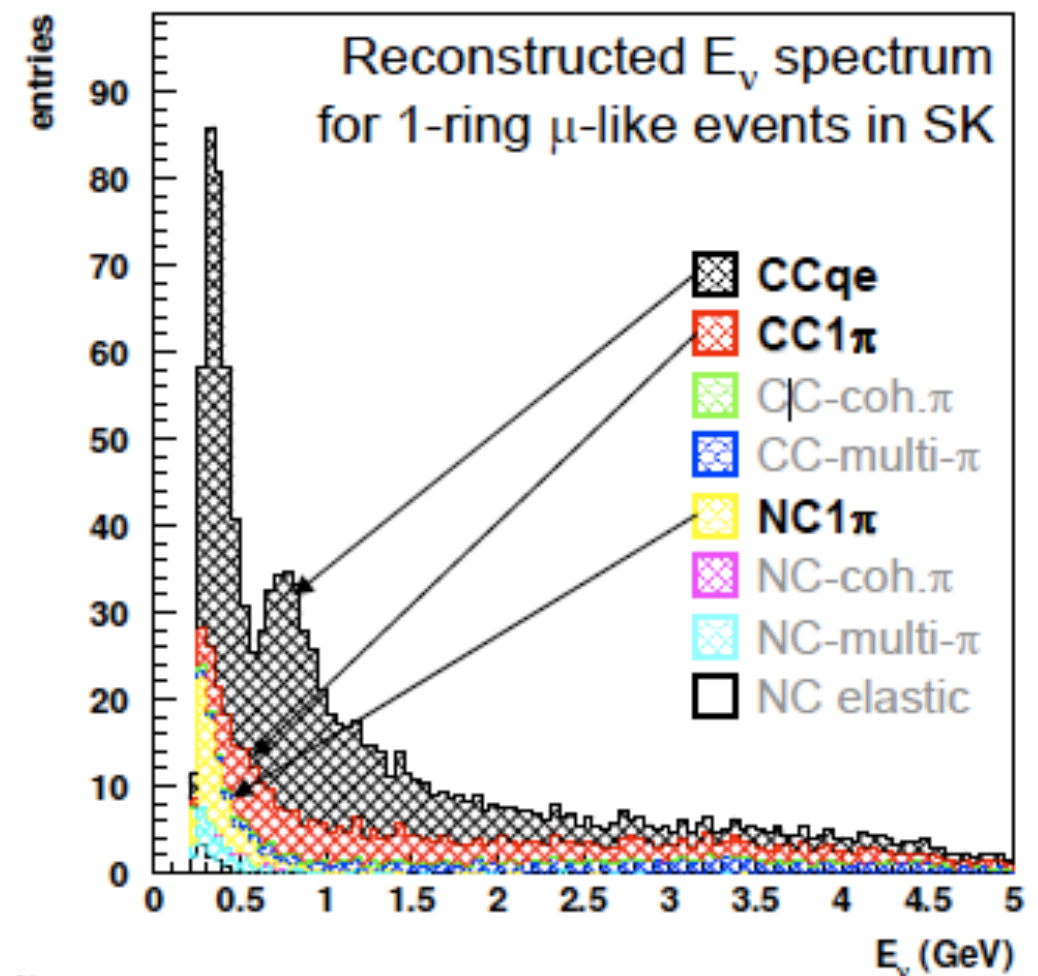 entries
Reconstructed Eν spectrum
for 1-ring μ-like events in SK
90
80
70
60
50
40
30
20
10
0
CCqe
CC1π
CC-coh.π
CC-multi-π
NC1π
NC-coh.π
NC-multi-π
NC elastic
0 0.5 1 1.5 2 2.5 3 3.5 4 4.5 5
Eν (GeV)